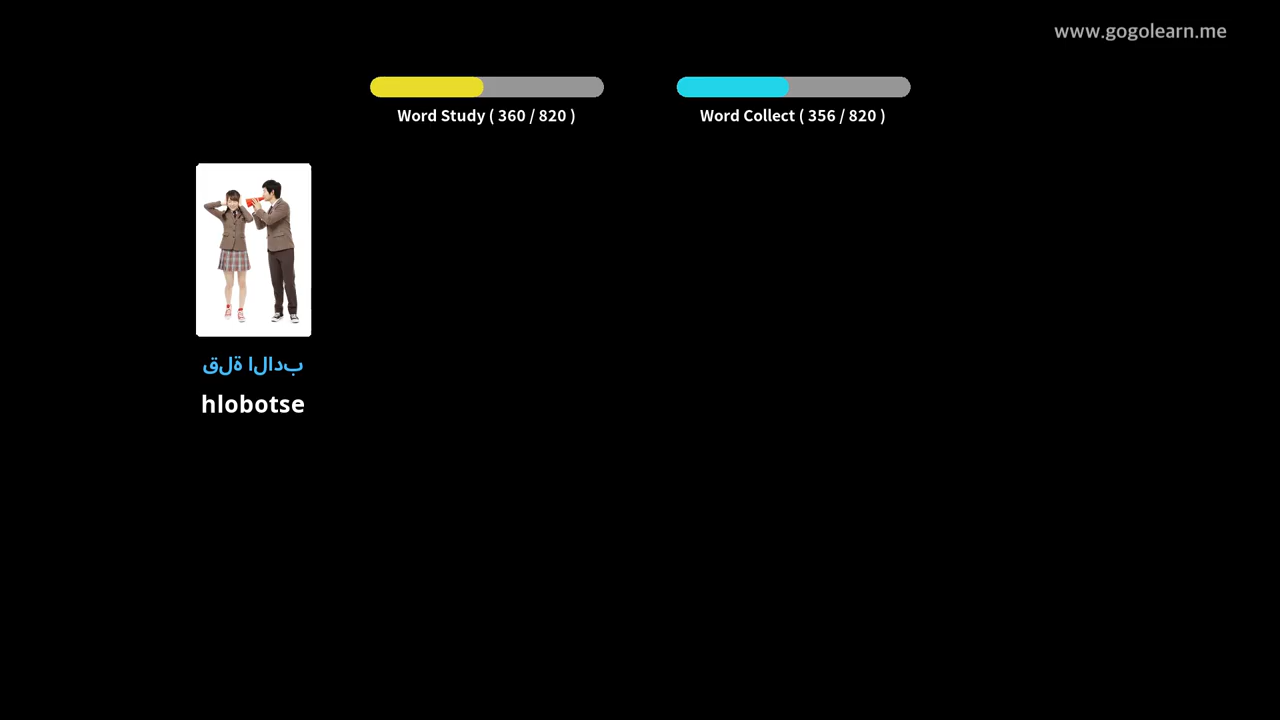 www.gogolearn.me
Word Study ( 360 / 820 )
Word Collect ( 356 / 820 )
قلة الادب
hlobotse